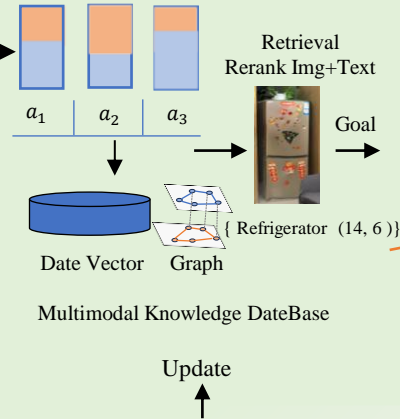 Retrieval
Rerank Img+Text
a₁ a₂ a₃
Goal
{ Refrigerator (14, 6 )}
Date Vector Graph
Multimodal Knowledge DateBase
Update